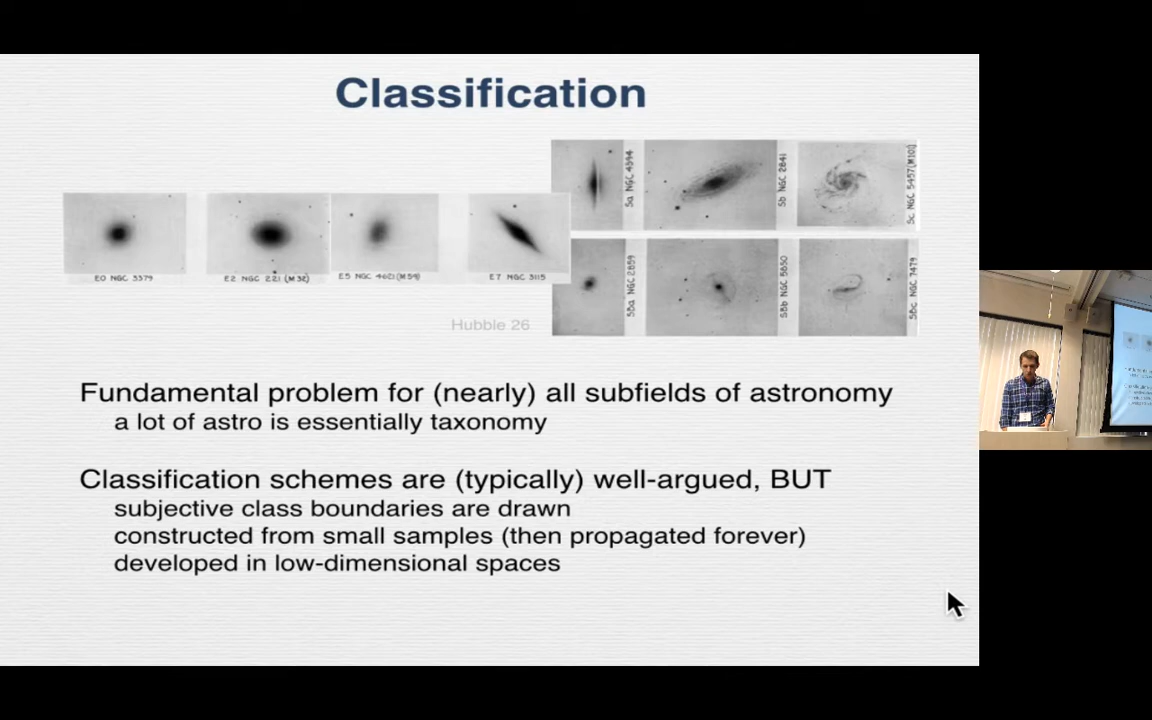 Classification
E0 NGC 3379
E2 NGC 221 (M32)
E5 NGC 4621 (M59)
E7 NGC 3115
Sa NGC 4594
Sb NGC 2841
Sc NGC 5457 (M101)
SBa NGC 2859
SBb NGC 5850
SBc NGC 7479
Hubble 26
Fundamental problem for (nearly) all subfields of astronomy
a lot of astro is essentially taxonomy
Classification schemes are (typically) well-argued, BUT
subjective class boundaries are drawn
constructed from small samples (then propagated forever)
developed in low-dimensional spaces